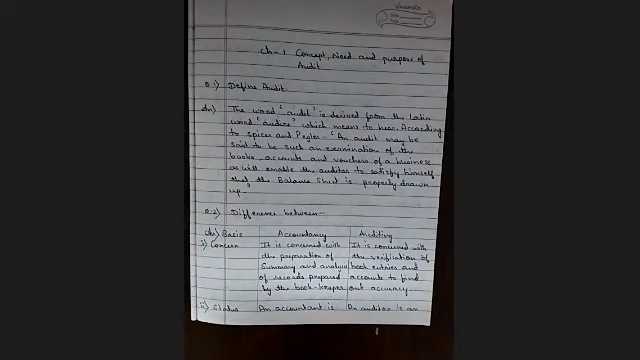 Classmate
Date
Page
Ch-1 Concept, Need and purpose of
Audit
Q.1) Define Audit
Ans) The word 'audit' is derived from the Latin
word 'audire' which means to hear. According
to spicer and Pegler - 'An audit may be
said to be such an examination of the
books, accounts and vouchers of a business
as will enable the auditor to satisfy himself
that the Balance Sheet is properly drawn
up.'
Q.2) Difference between -
Ans) Basis Accountancy Auditing
i) Concern It is concerned with It is concerned with
the preparation of the verification of
Summary and analysis book entries and
of records prepared accounts to find
by the book-keeper out accuracy.
ii) Status An accountant is An auditor is an